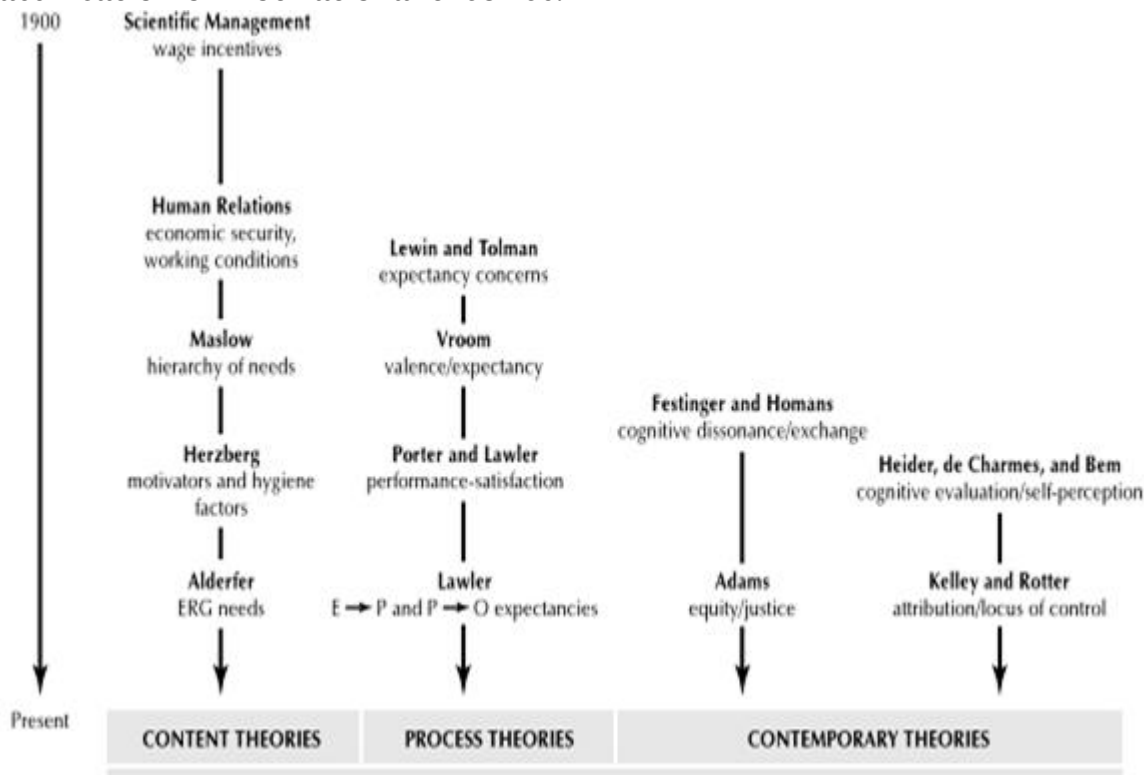 1900
Scientific Management
wage incentives
Human Relations
economic security,
working conditions
Maslow
hierarchy of needs
Herzberg
motivators and hygiene
factors
Alderfer
ERG needs
Lewin and Tolman
expectancy concerns
Vroom
valence/expectancy
Porter and Lawler
performance-satisfaction
Lawler
E → P and P → O expectancies
Festinger and Homans
cognitive dissonance/exchange
Adams
equity/justice
Heider, de Charmes, and Bem
cognitive evaluation/self-perception
Kelley and Rotter
attribution/locus of control
Present
CONTENT THEORIES
PROCESS THEORIES
CONTEMPORARY THEORIES